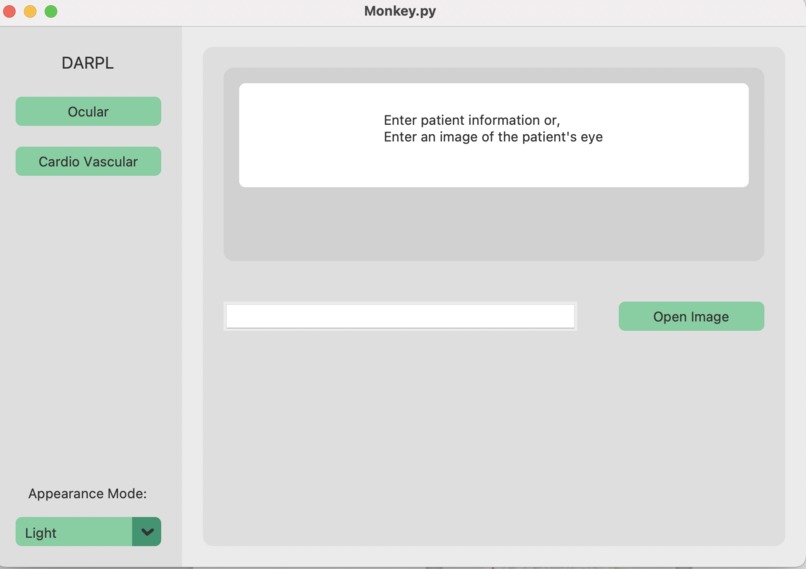 Monkey.py
DARPL
Ocular
Cardio Vascular
Enter patient information or,
Enter an image of the patient's eye
Open Image
Appearance Mode:
Light